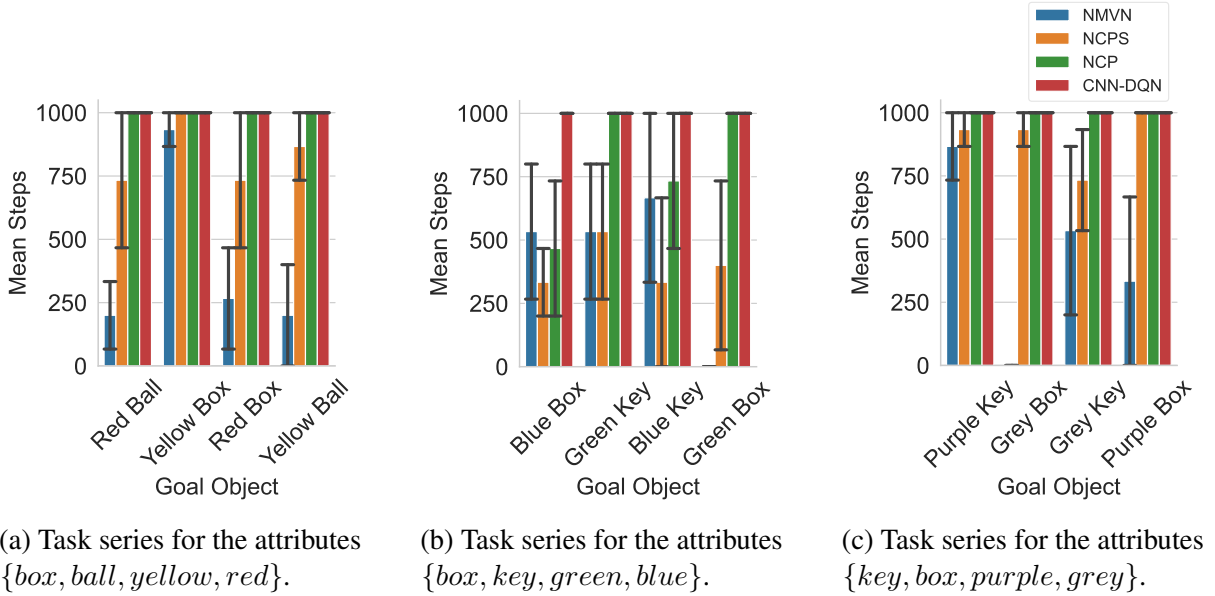 NMVN
NCPS
NCP
CNN-DQN
1000
750
500
250
0
Mean Steps
Red Ball
Yellow Box
Red Box
Yellow Ball
Goal Object
(a) Task series for the attributes
{box, ball, yellow, red}.
1000
750
500
250
0
Mean Steps
Blue Box
Green Key
Blue Key
Green Box
Goal Object
(b) Task series for the attributes
{box, key, green, blue}.
1000
750
500
250
0
Mean Steps
Purple Key
Grey Box
Grey Key
Purple Box
Goal Object
(c) Task series for the attributes
{key, box, purple, grey}.